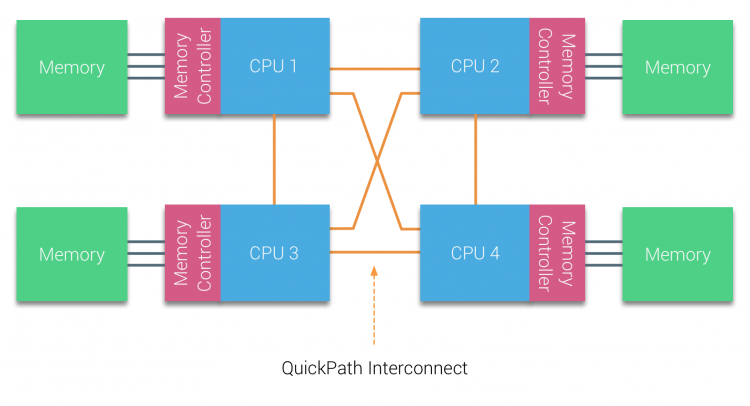 Memory
Memory
Controller
CPU 1
CPU 2
Memory
Controller
Memory
Memory
Memory
Controller
CPU 3
CPU 4
Memory
Controller
Memory
QuickPath Interconnect